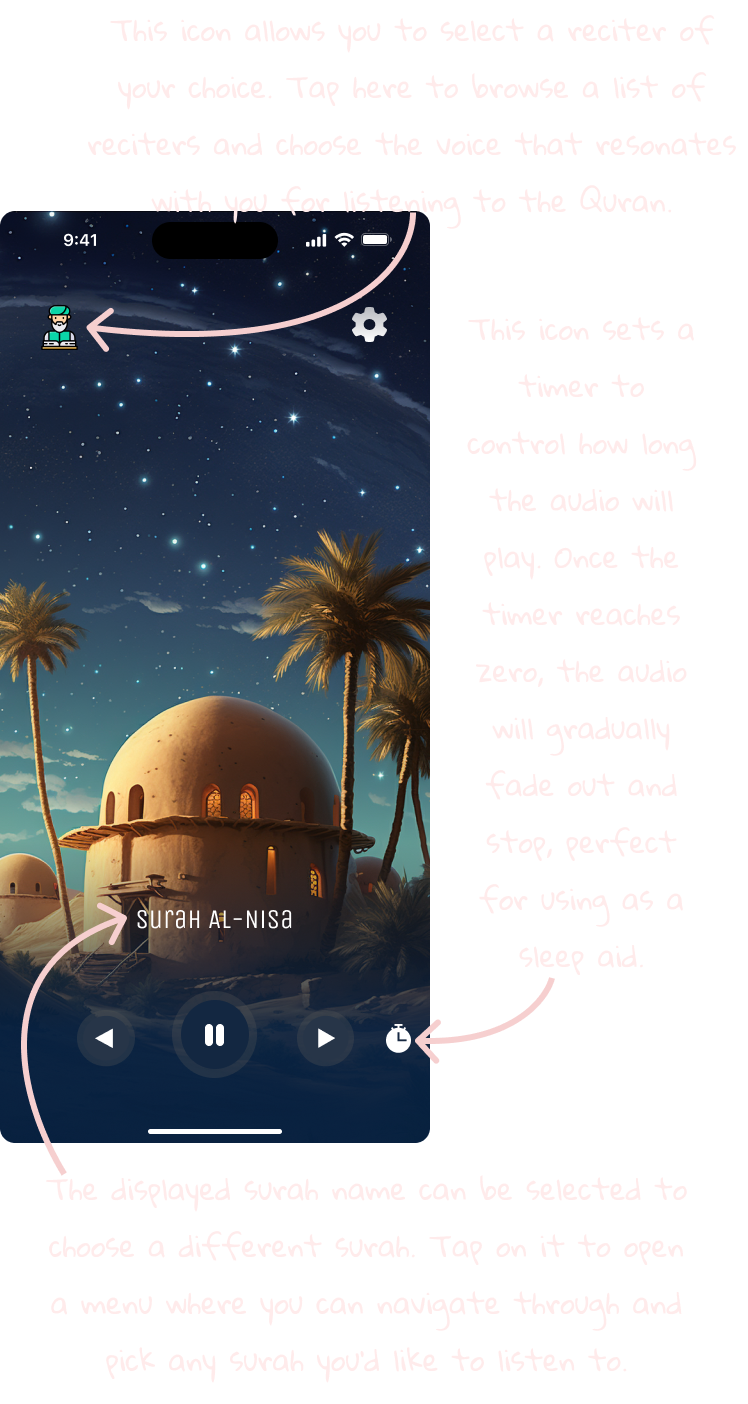 This icon allows you to select a reciter of
your choice. Tap here to browse a list of
reciters and choose the voice that resonates
with you for listening to the Quran.
9:41
This icon sets a
timer to
control how long
the audio will
play. Once the
timer reaches
zero, the audio
will gradually
fade out and
stop, perfect
for using as a
sleep aid.
Surah AL-Nisa
The displayed surah name can be selected to
choose a different surah. Tap on it to open
a menu where you can navigate through and
pick any surah you'd like to listen to.